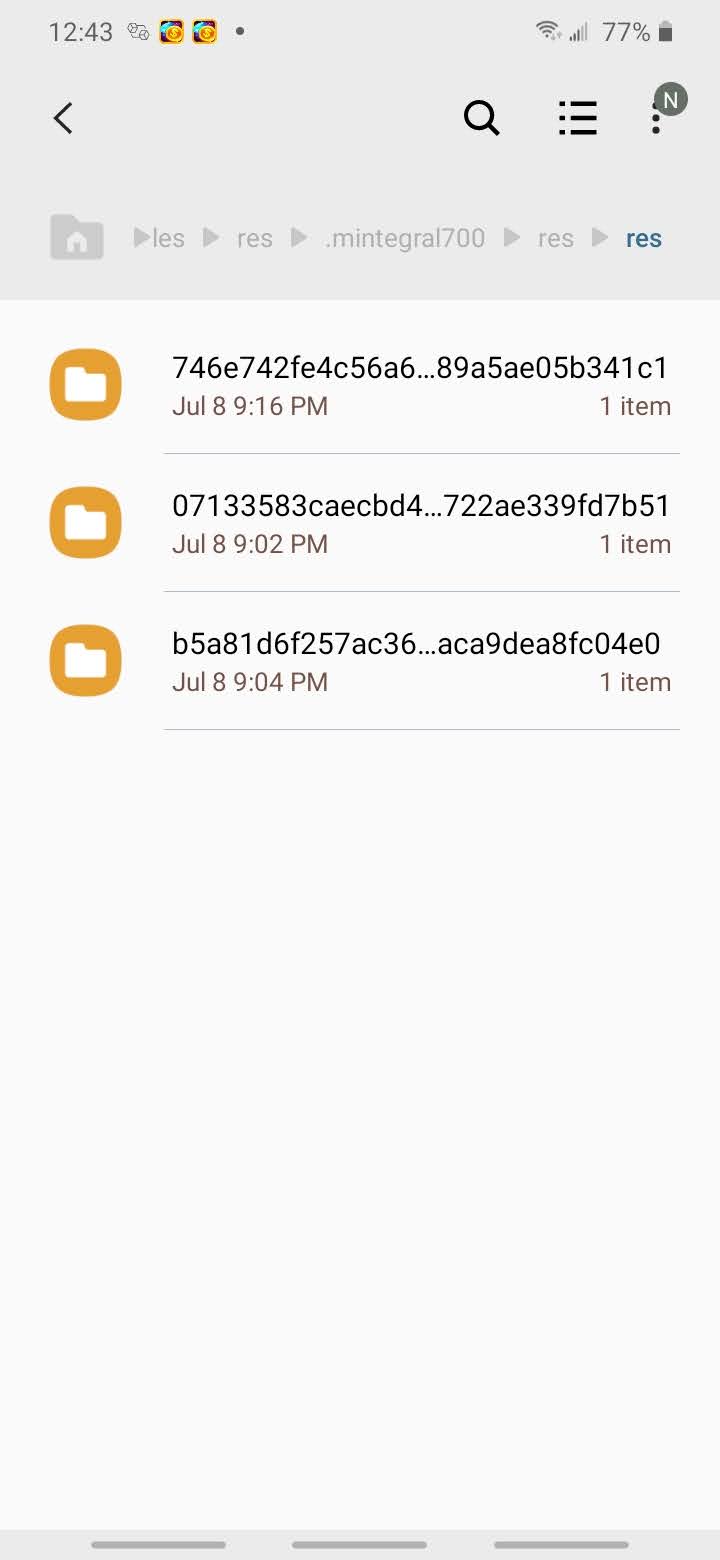 12:43 77%
N
les res .mintegral700 res res
746e742fe4c56a6...89a5ae05b341c1
Jul 8 9:16 PM 1 item
07133583caecbd4...722ae339fd7b51
Jul 8 9:02 PM 1 item
b5a81d6f257ac36...aca9dea8fc04e0
Jul 8 9:04 PM 1 item